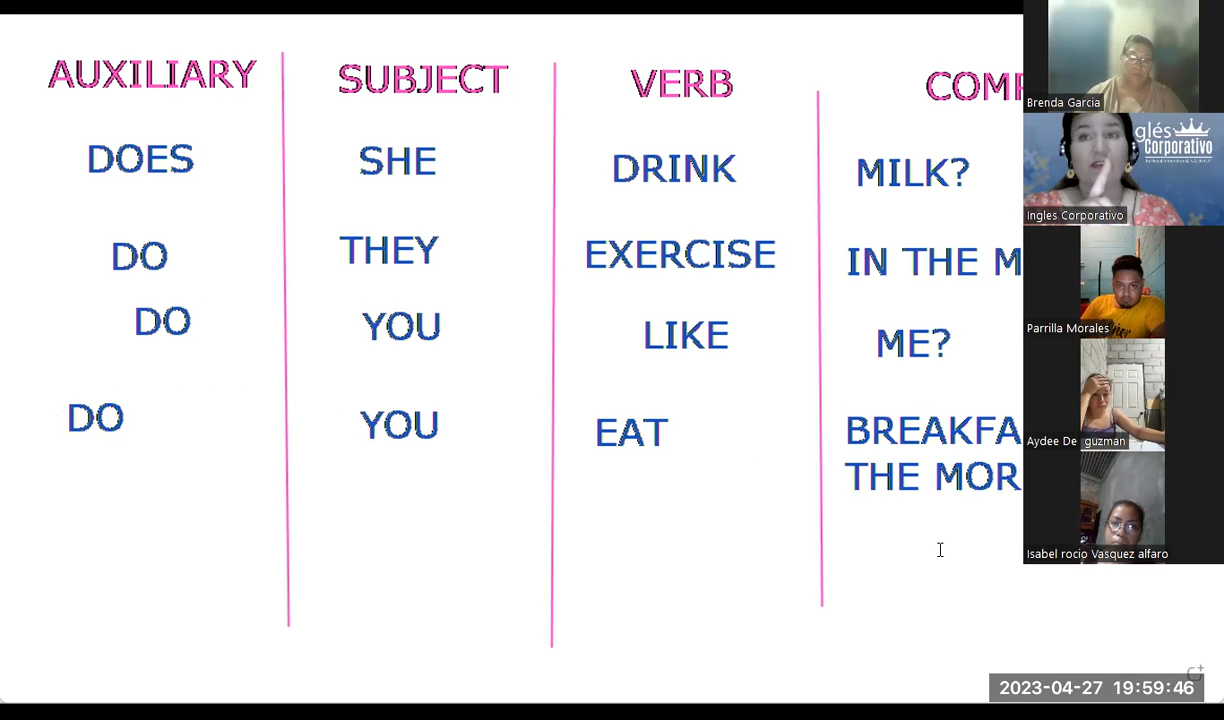 AUXILIARY SUBJECT VERB
DOES SHE DRINK MILK?
DO THEY EXERCISE IN THE
DO YOU LIKE ME?
DO YOU EAT
THE
Brenda Garcia
glés
Corporativo
Ingles Corporativo
Parrilla Morales
Aydee De guzman
Isabel rocio Vasquez alfaro
2023-04-27 19:59:46